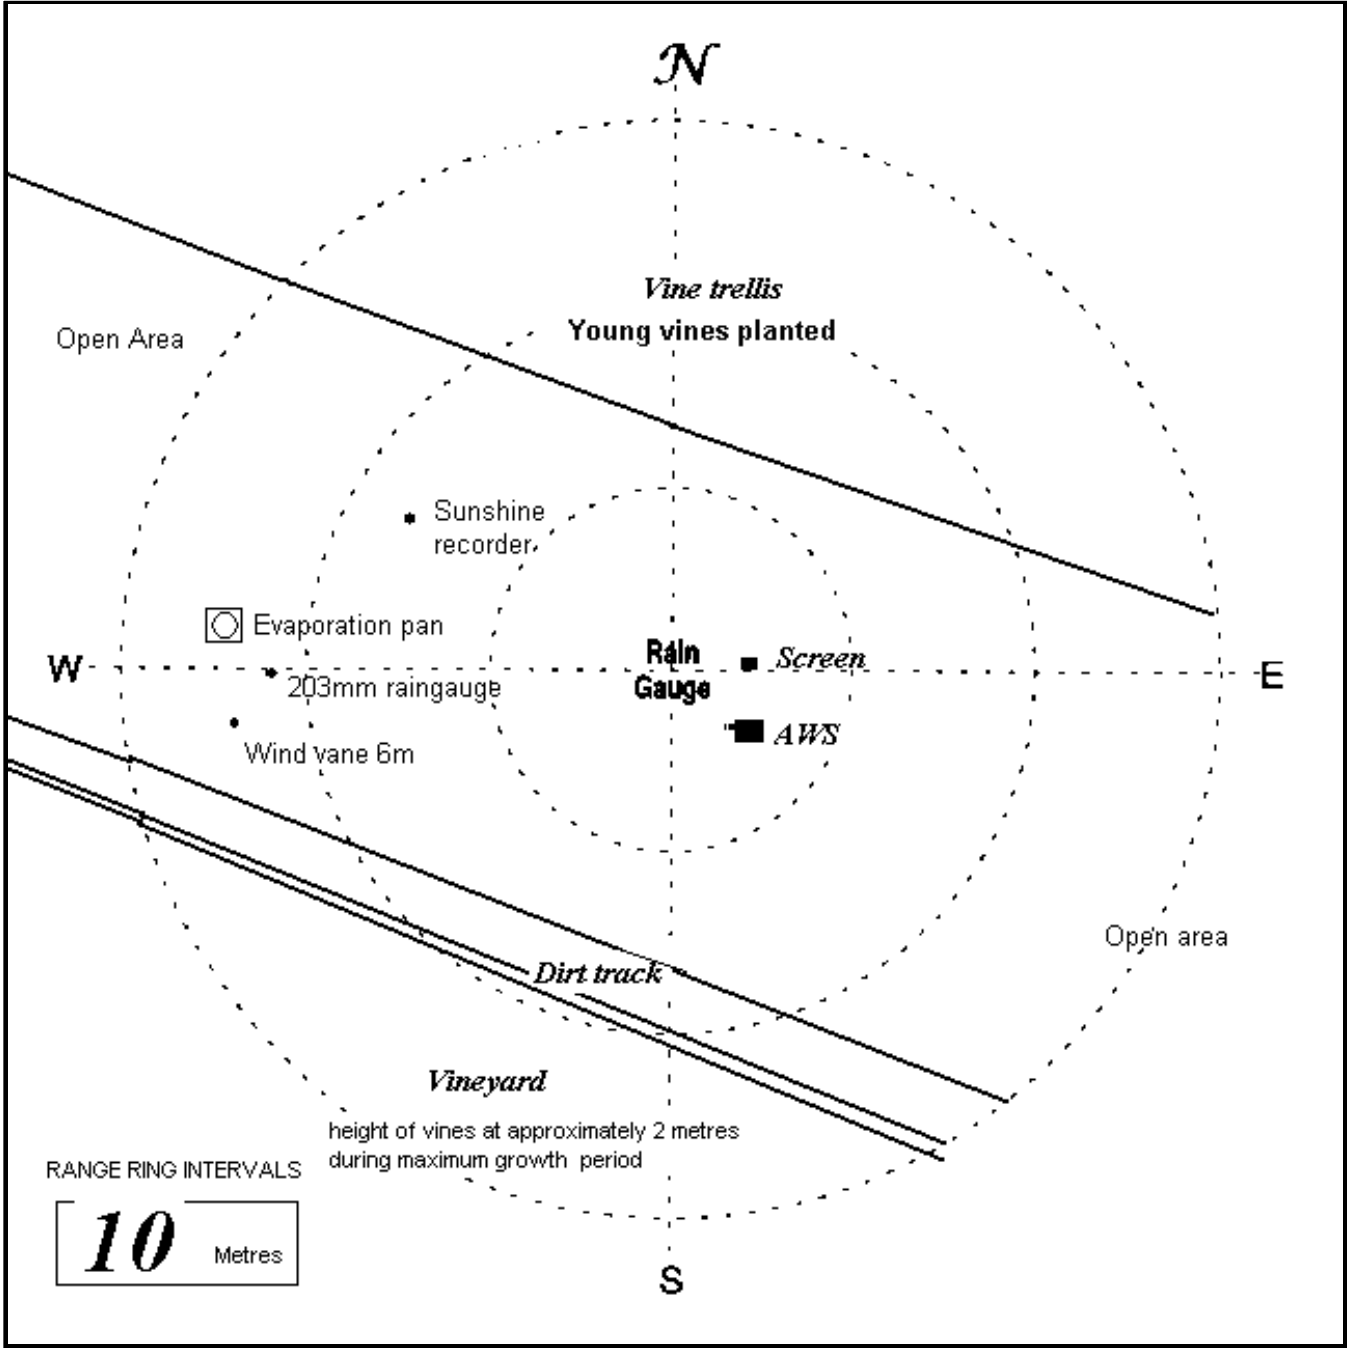 N
Vine trellis
Young vines planted
Open Area
Sunshine
recorder
Evaporation pan
W
Rain
Gauge
Screen
E
203mm raingauge
AWS
Wind vane 6m
Open area
Dirt track
Vineyard
height of vines at approximately 2 metres
during maximum growth period
RANGE RING INTERVALS
10 Metres
S